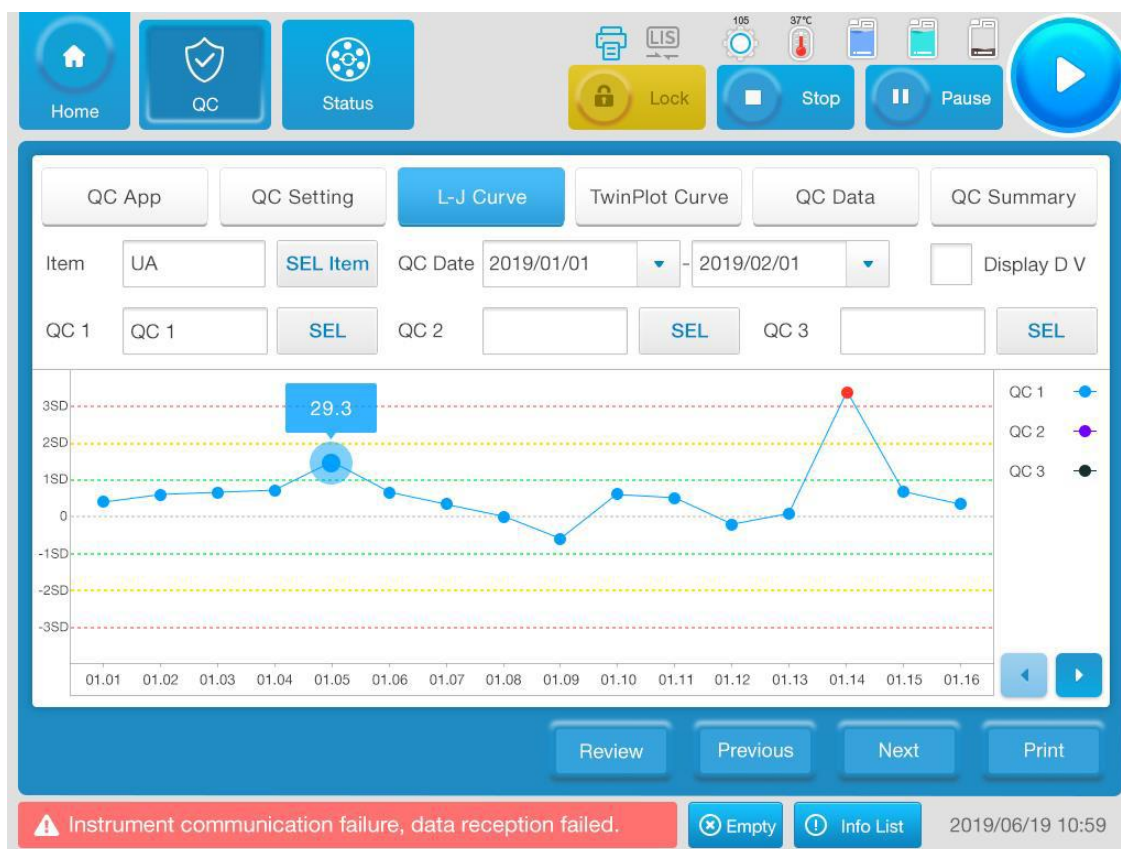 105 37°C
LIS
Home QC Status Lock Stop Pause
QC App QC Setting L-J Curve TwinPlot Curve QC Data QC Summary
Item UA SEL Item QC Date 2019/01/01 - 2019/02/01 Display D V
QC 1 QC 1 SEL QC 2 SEL QC 3 SEL
3SD
2SD
1SD
0
-1SD
-2SD
-3SD
29.3
QC 1
QC 2
QC 3
01.01 01.02 01.03 01.04 01.05 01.06 01.07 01.08 01.09 01.10 01.11 01.12 01.13 01.14 01.15 01.16
Review Previous Next Print
Instrument communication failure, data reception failed. Empty Info List 2019/06/19 10:59